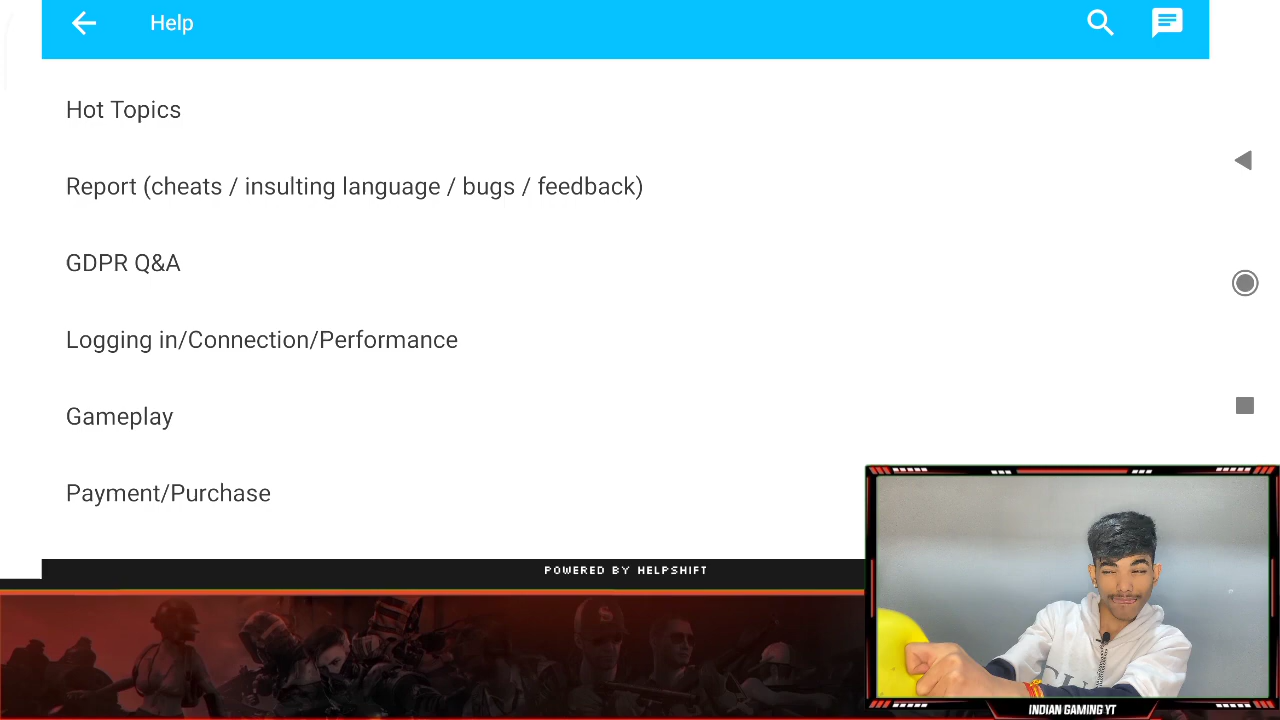 Help
Hot Topics
Report (cheats / insulting language / bugs / feedback)
GDPR Q&A
Logging in/Connection/Performance
Gameplay
Payment/Purchase
POWERED BY HELPSHIFT
INDIAN GAMING YT